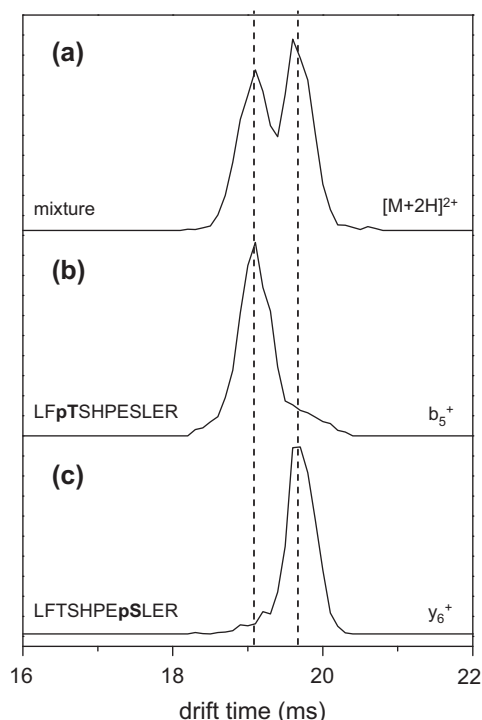 (a)
mixture [M+2H]²⁺
(b)
LFpTSHPESLER b₅⁺
(c)
LFTSHPEpSLER y₆⁺
16 18 20 22
drift time (ms)